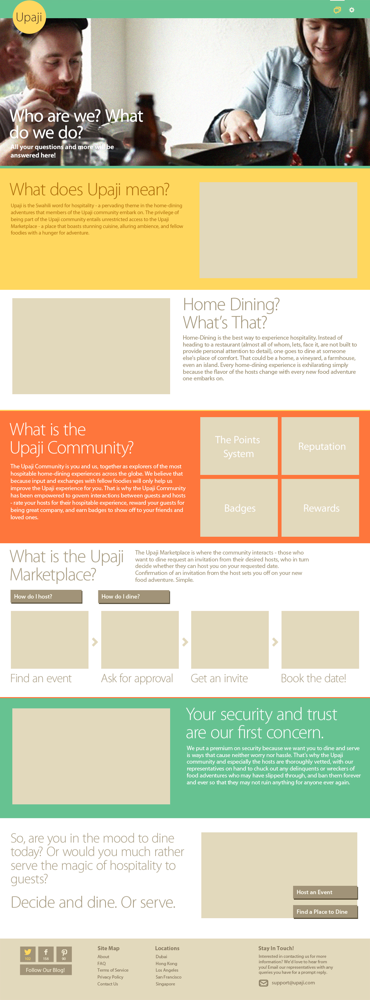 Upaji
Who are we? What
do we do?
All your questions and more will be
answered here!
What does Upaji mean?
Upaji is the Swahili word for hospitality - a pervading theme in the home-dining
adventures that members of the Upaji community embark on. The privilege of
being part of the Upaji community entails unrestricted access to the Upaji
Marketplace - a place that boasts stunning cuisine, alluring ambience, and fellow
foodies with a hunger for adventure.
Home Dining?
What’s That?
Home-Dining is the best way to experience hospitality. Instead of
heading to a restaurant (almost all of whom, lets, face it, are not built to
provide personal attention to detail), one goes to dine at someone
else's place of comfort. That could be a home, a vineyard, a farmhouse,
even an island. Every home-dining experience is exhilarating simply
because the flavor of the hosts change with every new food adventure
one embarks on.
What is the
Upaji Community?
The Upaji Community is you and us, together as explorers of the most
hospitable home-dining experiences across the globe. We believe that
because input and exchanges with fellow foodies will only help us
improve the Upaji experience for you. That is why the Upaji Community
has been empowered to govern interactions between guests and hosts
- rate your hosts for their hospitable experience, reward your guests for
being great company, and earn badges to show off to your friends and
loved ones.
The Points
System
Reputation
Badges
Rewards
What is the Upaji
Marketplace?
The Upaji Marketplace is where the community interacts - those who
want to dine request an invitation from their desired hosts, who in turn
decide whether they can host you on your requested date.
Confirmation of an invitation from the host sets you off on your new
food adventure. Simple.
How do I host?
How do I dine?
Find an event
Ask for approval
Get an invite
Book the date!
Your security and trust
are our first concern.
We put a premium on security because we want you to dine and serve
is ways that cause neither worry nor hassle. That's why the Upaji
community and especially the hosts are thoroughly vetted, with our
representatives on hand to chuck out any delinquents or wreckers of
food adventures who may have slipped through, and ban them forever
and ever so that they may not ruin anything for anyone ever again.
So, are you in the mood to dine
today? Or would you much rather
serve the magic of hospitality to
guests?
Decide and dine. Or serve.
Host an Event
Find a Place to Dine
102
156
90
Follow Our Blog!
Site Map
About
FAQ
Terms of Service
Privacy Policy
Contact Us
Locations
Dubai
Hong Kong
Los Angeles
San Francisco
Singapore
Stay In Touch!
Interested in contacting us for more
information? We'd love to hear from
you! Email our representatives with any
queries you have for a prompt reply.
support@upaji.com